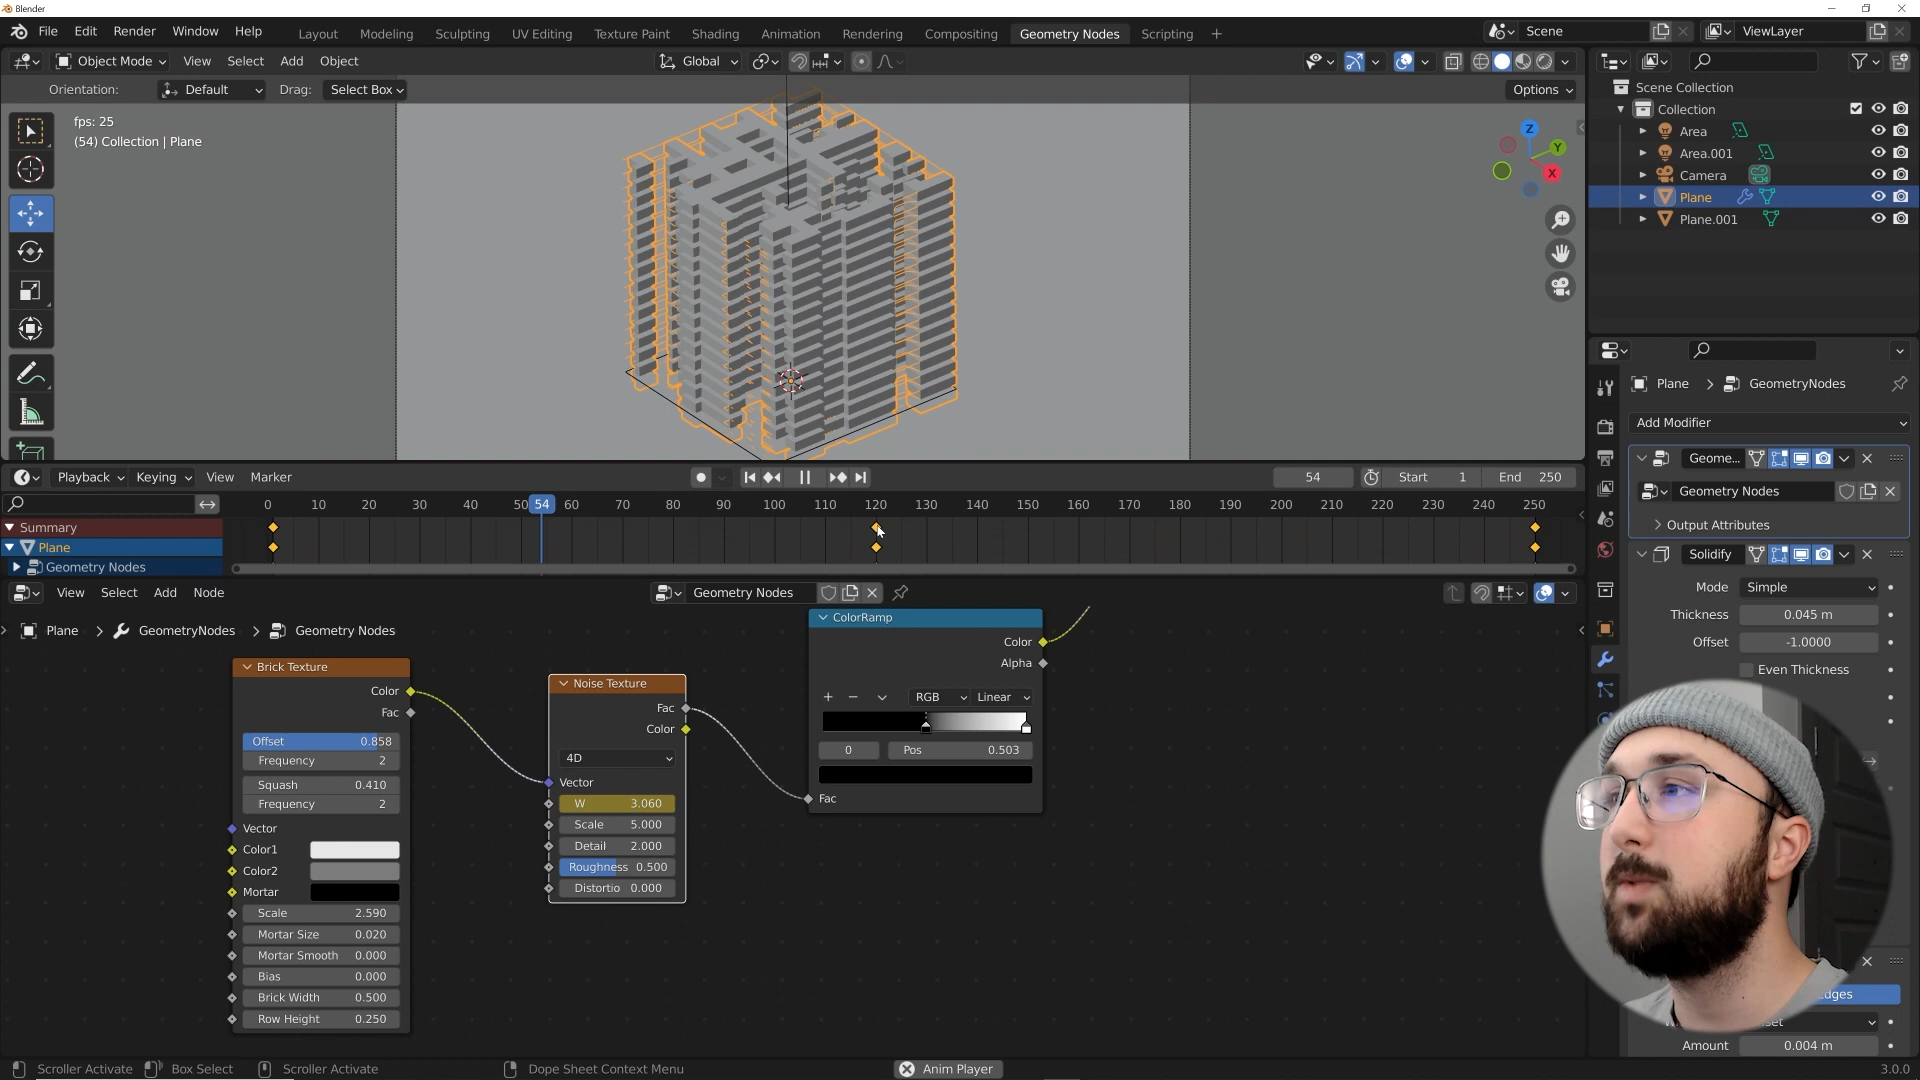 Blender
File Edit Render Window Help Layout Modeling Sculpting UV Editing Texture Paint Shading Animation Rendering Compositing Geometry Nodes Scripting + Scene ViewLayer
Object Mode View Select Add Object Global
Orientation: Default Drag: Select Box Options
fps: 25
(54) Collection | Plane
Z
Y
X
Scene Collection
Collection
Area
Area.001
Camera
Plane
Plane.001
Plane > GeometryNodes
Add Modifier
Geome...
Geometry Nodes
Output Attributes
Solidify
Mode Simple
Thickness 0.045 m
Offset -1.0000
Even Thickness
Amount 0.004 m
Playback Keying View Marker 54 Start 1 End 250
0 10 20 30 40 50 54 60 70 80 90 100 110 120 130 140 150 160 170 180 190 200 210 220 230 240 250
Summary
Plane
Geometry Nodes
View Select Add Node Geometry Nodes
Plane > GeometryNodes > Geometry Nodes
Brick Texture
Color
Fac
Offset 0.858
Frequency 2
Squash 0.410
Frequency 2
Vector
Color1
Color2
Mortar
Scale 2.590
Mortar Size 0.020
Mortar Smooth 0.000
Bias 0.000
Brick Width 0.500
Row Height 0.250
Noise Texture
Fac
Color
4D
Vector
W 3.060
Scale 5.000
Detail 2.000
Roughness 0.500
Distortio 0.000
ColorRamp
Color
Alpha
+ − RGB Linear
0 Pos 0.503
Fac
Scroller Activate Box Select Scroller Activate Dope Sheet Context Menu Anim Player 3.0.0